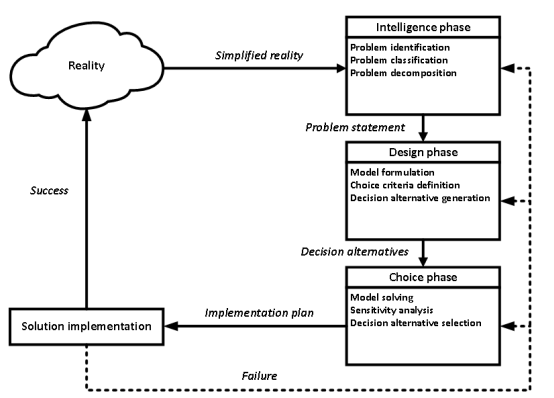 Intelligence phase
Reality
Simplified reality
Problem identification
Problem classification
Problem decomposition
Problem statement
Design phase
Model formulation
Choice criteria definition
Decision alternative generation
Success
Decision alternatives
Choice phase
Model solving
Sensitivity analysis
Decision alternative selection
Implementation plan
Solution implementation
Failure